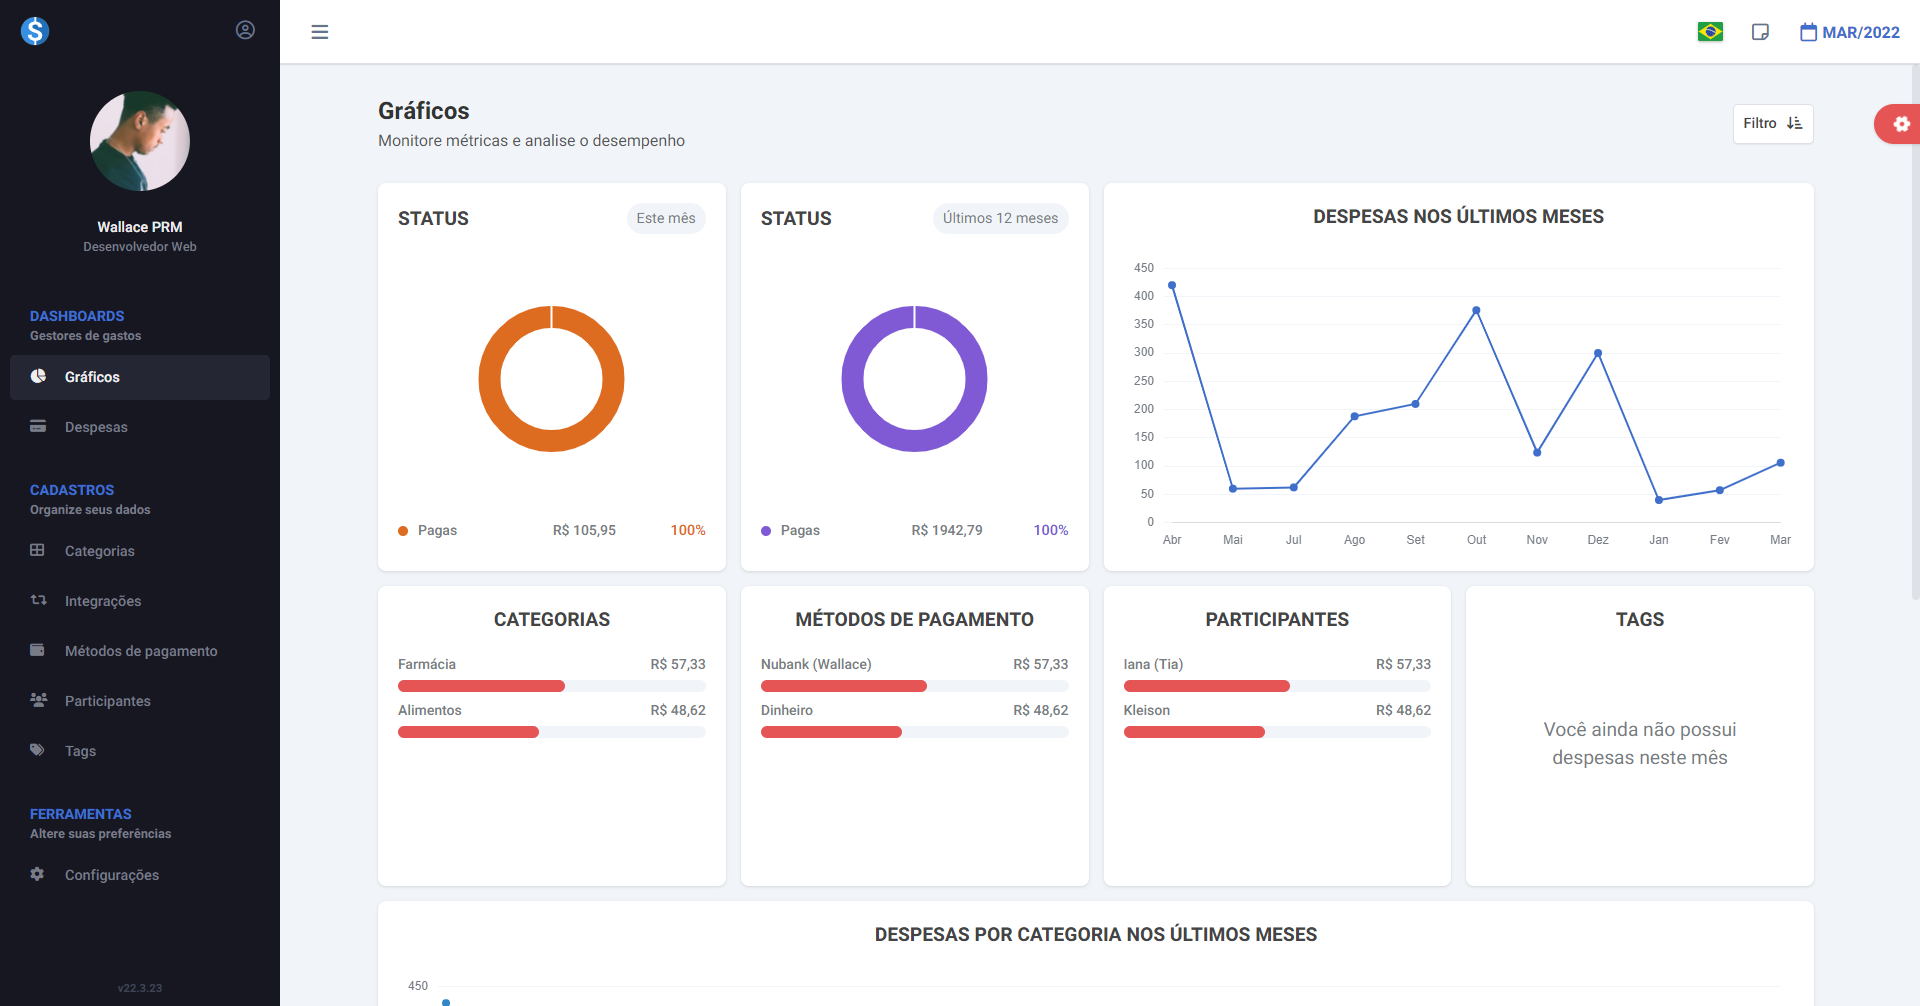 $
MAR/2022
Wallace PRM
Desenvolvedor Web
DASHBOARDS
Gestores de gastos
Gráficos
Despesas
CADASTROS
Organize seus dados
Categorias
Integrações
Métodos de pagamento
Participantes
Tags
FERRAMENTAS
Altere suas preferências
Configurações
v22.3.23
Gráficos
Monitore métricas e analise o desempenho
Filtro
STATUS
Este mês
Pagas R$ 105,95 100%
STATUS
Últimos 12 meses
Pagas R$ 1942,79 100%
DESPESAS NOS ÚLTIMOS MESES
450
400
350
300
250
200
150
100
50
0
Abr Mai Jul Ago Set Out Nov Dez Jan Fev Mar
CATEGORIAS
Farmácia R$ 57,33
Alimentos R$ 48,62
MÉTODOS DE PAGAMENTO
Nubank (Wallace) R$ 57,33
Dinheiro R$ 48,62
PARTICIPANTES
Iana (Tia) R$ 57,33
Kleison R$ 48,62
TAGS
Você ainda não possui
despesas neste mês
DESPESAS POR CATEGORIA NOS ÚLTIMOS MESES
450